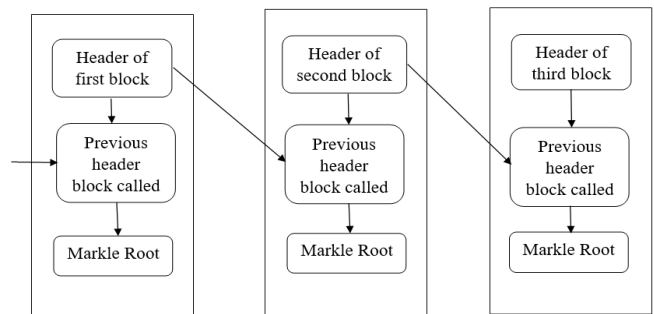 Header of
first block
Previous
header
block called
Markle Root
Header of
second block
Previous
header
block called
Markle Root
Header of
third block
Previous
header
block called
Markle Root